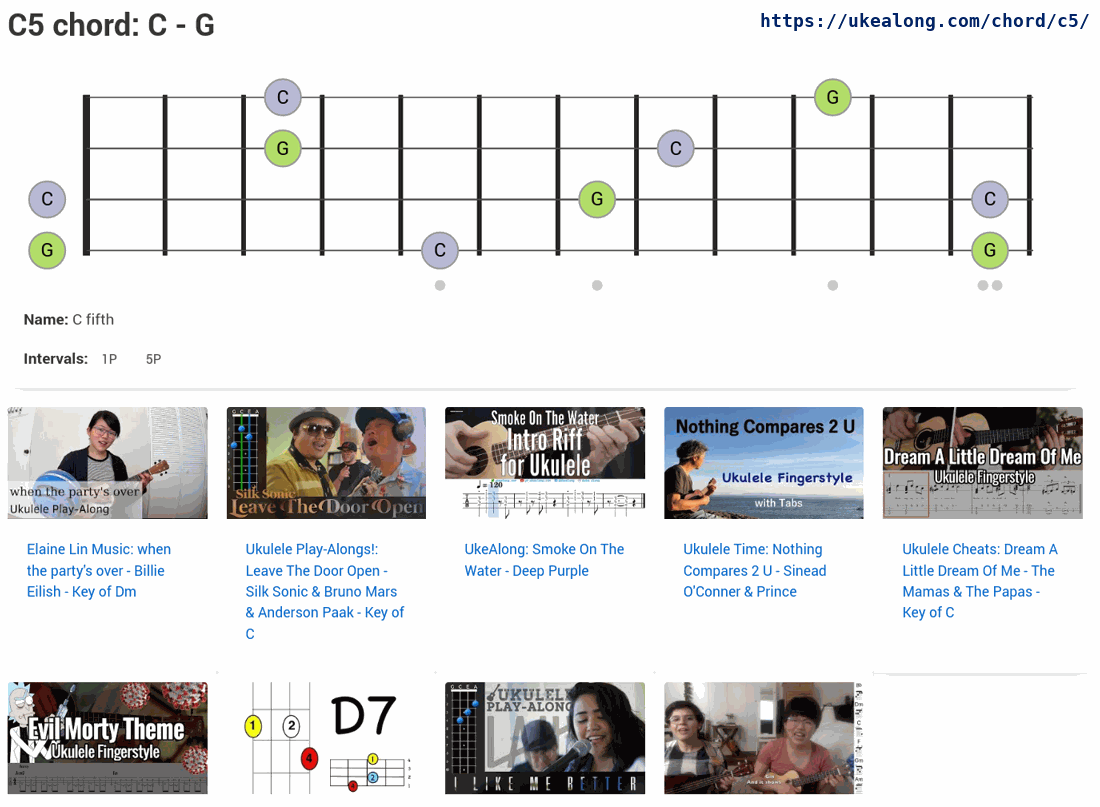 C5 chord: C - G
https://ukealong.com/chord/c5/
C
G
G
C
C
G
C
G
C
G
Name: C fifth
Intervals: 1P 5P
when the party's over
Ukulele Play-Along
G C E A
Silk Sonic
Leave The Door Open
Smoke On The Water
Intro Riff
for Ukulele
= 120
Nothing Compares 2 U
Ukulele Fingerstyle
with Tabs
Dream A Little Dream Of Me
Ukulele Fingerstyle
Elaine Lin Music: when
the party's over - Billie
Eilish - Key of Dm
Ukulele Play-Alongs!:
Leave The Door Open -
Silk Sonic & Bruno Mars
& Anderson Paak - Key of
C
UkeAlong: Smoke On The
Water - Deep Purple
Ukulele Time: Nothing
Compares 2 U - Sinead
O'Conner & Prince
Ukulele Cheats: Dream A
Little Dream Of Me - The
Mamas & The Papas -
Key of C
Evil Morty Theme
Ukulele Fingerstyle
D7
1
2
4
1
2
G C E A
UKULELE
PLAY-ALONG
I LIKE ME BETTER
And is shown